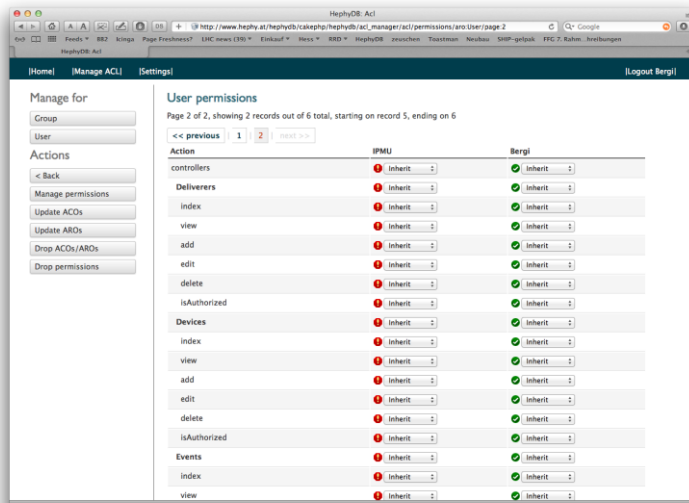 HephyDB: Acl
http://www.hephy.at/hephydb/cakephp/hephydb/acl_manager/acl/permissions/aro:User/page:2
Google
Feeds BB2 Icinga Page Freshness? LHC news (39) Einkauf Hess RRD HephyDB zeuschen Toastman Neubau SHiP-gelpak FFG 7. Rahm...hreibungen
HephyDB: Acl
|Home| |Manage ACL| |Settings| |Logout Bergi|
Manage for
Group
User
Actions
< Back
Manage permissions
Update ACOs
Update AROs
Drop ACOs/AROs
Drop permissions
User permissions
Page 2 of 2, showing 2 records out of 6 total, starting on record 5, ending on 6
<< previous | 1 | 2 | next >>
Action IPMU Bergi
controllers Inherit Inherit
Deliverers Inherit Inherit
index Inherit Inherit
view Inherit Inherit
add Inherit Inherit
edit Inherit Inherit
delete Inherit Inherit
isAuthorized Inherit Inherit
Devices Inherit Inherit
index Inherit Inherit
view Inherit Inherit
add Inherit Inherit
edit Inherit Inherit
delete Inherit Inherit
isAuthorized Inherit Inherit
Events Inherit Inherit
index Inherit Inherit
view Inherit Inherit